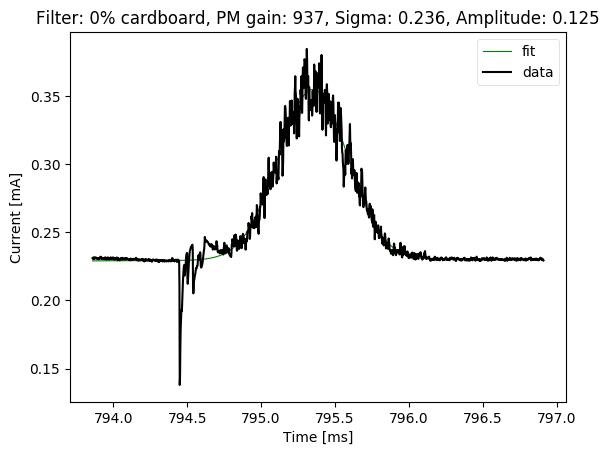 Filter: 0% cardboard, PM gain: 937, Sigma: 0.236, Amplitude: 0.125
fit
data
0.35
0.30
0.25
0.20
0.15
Current [mA]
794.0 794.5 795.0 795.5 796.0 796.5 797.0
Time [ms]